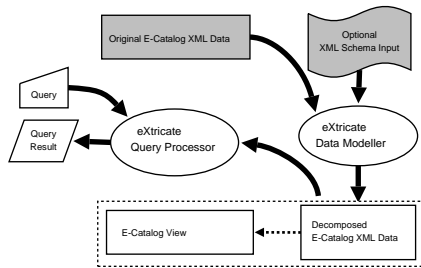 Original E-Catalog XML Data
Optional
XML Schema Input
Query
eXtricate
Query Processor
eXtricate
Data Modeller
Query
Result
E-Catalog View
Decomposed
E-Catalog XML Data